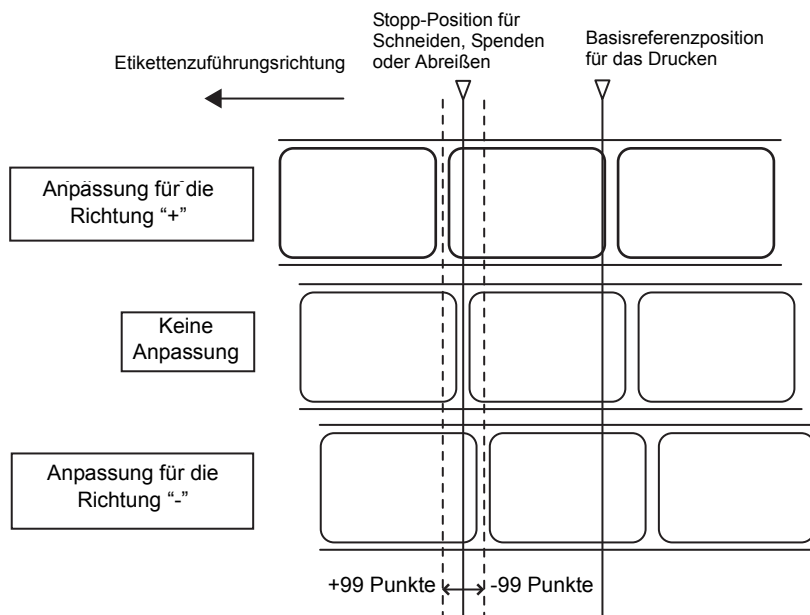 Stopp-Position für
Schneiden, Spenden
oder Abreißen
Basisreferenzposition
für das Drucken
Etikettenzuführungsrichtung
Anpassung für die
Richtung “+”
Keine
Anpassung
Anpassung für die
Richtung “-”
+99 Punkte
-99 Punkte